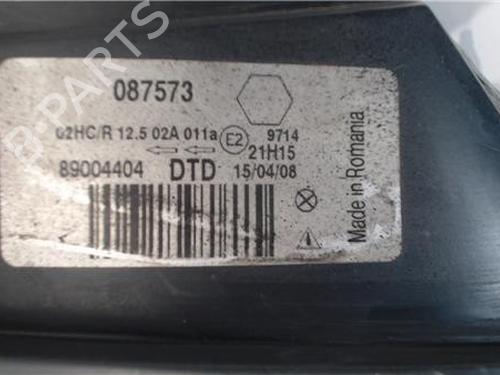 087573
02HC/R 12.5 02A 011a E2 9714
21H15
89004404 DTD 15/04/08
Made in Romania
B-PARTS